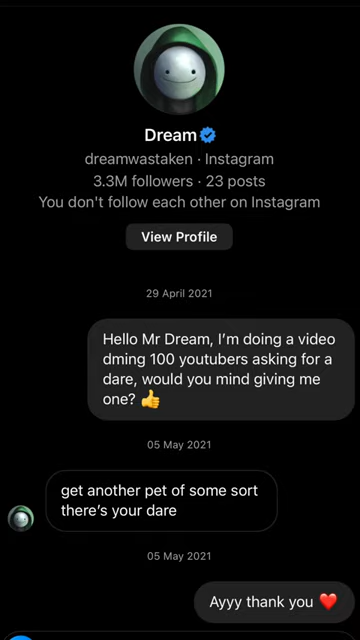 Dream
dreamwastaken · Instagram
3.3M followers · 23 posts
You don't follow each other on Instagram
View Profile
29 April 2021
Hello Mr Dream, I'm doing a video
dming 100 youtubers asking for a
dare, would you mind giving me
one? 👍
05 May 2021
get another pet of some sort
there's your dare
05 May 2021
Ayyy thank you ❤️